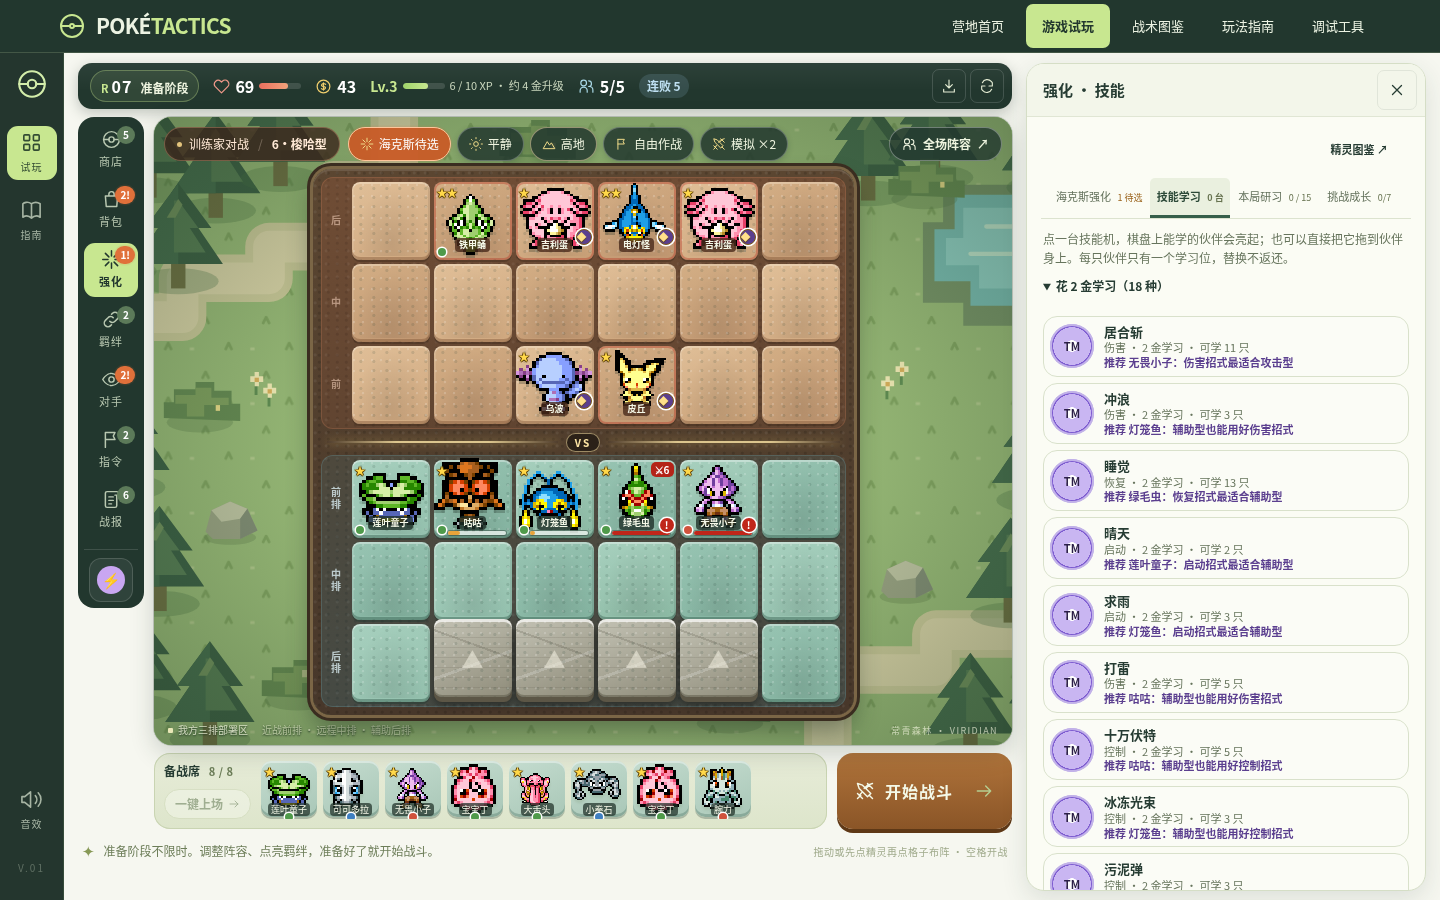 POKÉTACTICS
营地首页
游戏试玩
战术图鉴
玩法指南
调试工具
试玩
指南
音效
V.01
R 07 准备阶段
69
43
Lv.3
6 / 10 XP · 约 4 金升级
5/5
连败 5
商店 5
背包 2!
强化 1!
羁绊 2
对手 2!
指令 2
战报 6
训练家对战 / 6·梭哈型
海克斯待选
平静
高地
自由作战
模拟 ×2
全场阵容 ↗
后
铁甲蛹
吉利蛋
电灯怪
吉利蛋
中
前
乌波
皮丘
VS
前排
莲叶童子
咕咕
灯笼鱼
绿毛虫
6
无畏小子
中排
后排
我方三排部署区
近战前排 · 远程中排 · 辅助后排
常青森林 · VIRIDIAN
备战席 8 / 8
一键上场 →
莲叶童子
可可多拉
无畏小子
宝宝丁
大舌头
小拳石
宝宝丁
腕力
开始战斗 →
准备阶段不限时。调整阵容、点亮羁绊，准备好了就开始战斗。
拖动或先点精灵再点格子布阵 · 空格开战
强化 · 技能
精灵图鉴 ↗
海克斯强化 1 待选
技能学习 0 台
本局研习 0 / 15
挑战成长 0/7
点一台技能机，棋盘上能学的伙伴会亮起；也可以直接把它拖到伙伴
身上。每只伙伴只有一个学习位，替换不返还。
▼ 花 2 金学习（18 种）
TM
居合斩
伤害 · 2 金学习 · 可学 11 只
推荐 无畏小子：伤害招式最适合攻击型
TM
冲浪
伤害 · 2 金学习 · 可学 3 只
推荐 灯笼鱼：辅助型也能用好伤害招式
TM
睡觉
恢复 · 2 金学习 · 可学 13 只
推荐 绿毛虫：恢复招式最适合辅助型
TM
晴天
启动 · 2 金学习 · 可学 2 只
推荐 莲叶童子：启动招式最适合辅助型
TM
求雨
启动 · 2 金学习 · 可学 3 只
推荐 灯笼鱼：启动招式最适合辅助型
TM
打雷
伤害 · 2 金学习 · 可学 5 只
推荐 咕咕：辅助型也能用好伤害招式
TM
十万伏特
控制 · 2 金学习 · 可学 5 只
推荐 咕咕：辅助型也能用好控制招式
TM
冰冻光束
控制 · 2 金学习 · 可学 3 只
推荐 灯笼鱼：辅助型也能用好控制招式
TM
污泥弹
控制 · 2 金学习 · 可学 3 只